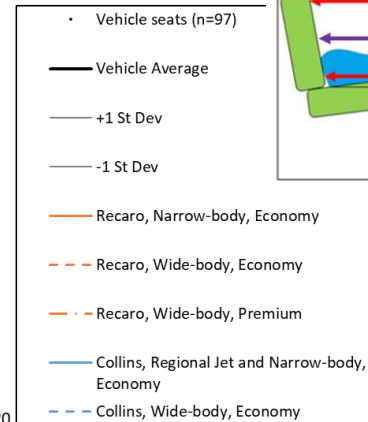 Vehicle seats (n=97)
Vehicle Average
+1 St Dev
-1 St Dev
Recaro, Narrow-body, Economy
Recaro, Wide-body, Economy
Recaro, Wide-body, Premium
Collins, Regional Jet and Narrow-body,
Economy
Collins, Wide-body, Economy